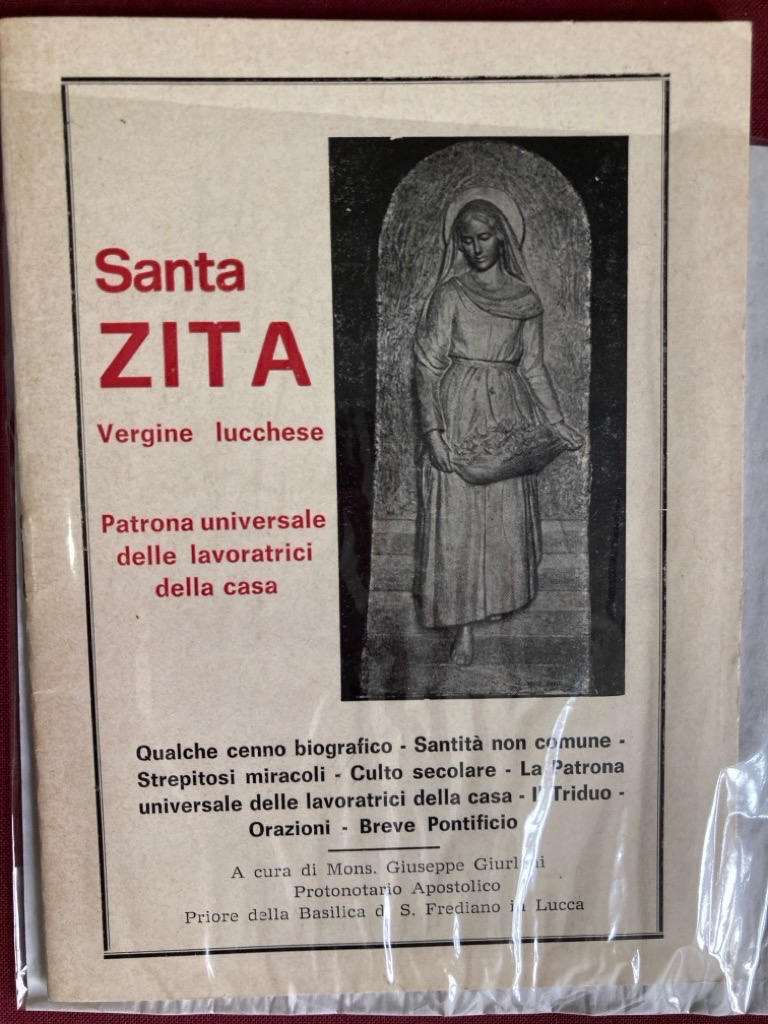 Santa
ZITA
Vergine lucchese
Patrona universale
delle lavoratrici
della casa
Qualche cenno biografico - Santità non comune -
Strepitosi miracoli - Culto secolare - La Patrona
universale delle lavoratrici della casa - Il Triduo -
Orazioni - Breve Pontificio
A cura di Mons. Giuseppe
Protonotario Apostolico
Priore della Basilica di S. Frediano in Lucca